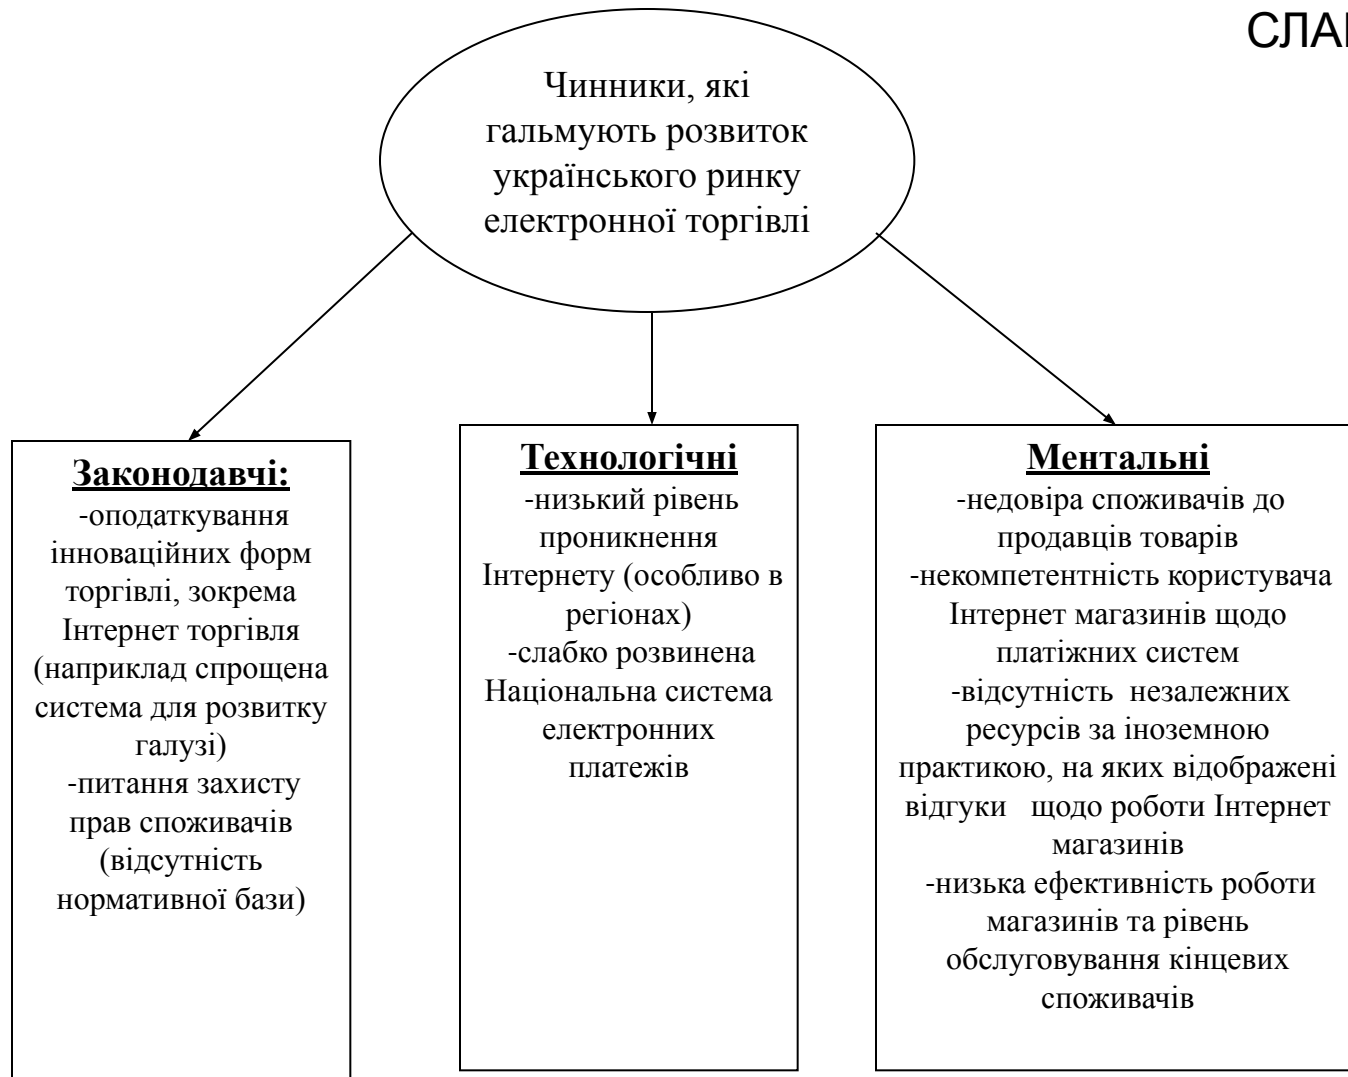 Чинники, які
гальмують розвиток
українського ринку
електронної торгівлі
Законодавчі:
-оподаткування
інноваційних форм
торгівлі, зокрема
Інтернет торгівля
(наприклад спрощена
система для розвитку
галузі)
-питання захисту
прав споживачів
(відсутність
нормативної бази)
Технологічні
-низький рівень
проникнення
Інтернету (особливо в
регіонах)
-слабко розвинена
Національна система
електронних
платежів
Ментальні
-недовіра споживачів до
продавців товарів
-некомпетентність користувача
Інтернет магазинів щодо
платіжних систем
-відсутність незалежних
ресурсів за іноземною
практикою, на яких відображені
відгуки щодо роботи Інтернет
магазинів
-низька ефективність роботи
магазинів та рівень
обслуговування кінцевих
споживачів